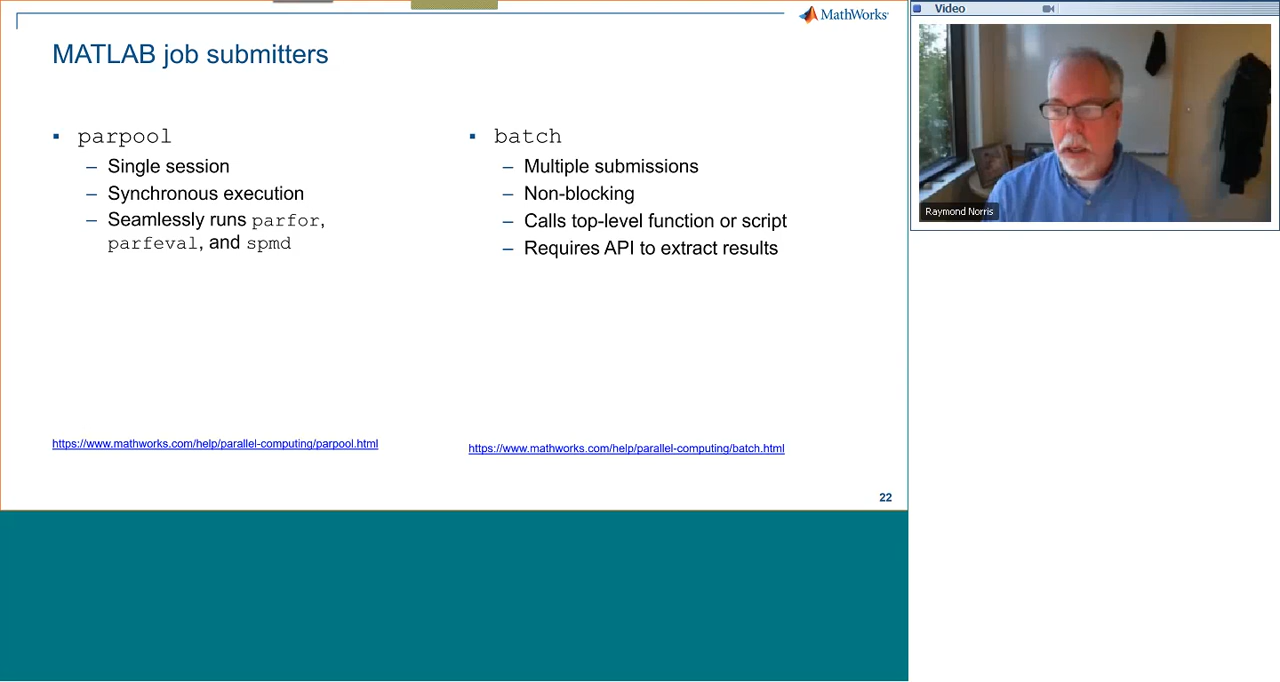 MathWorks®
MATLAB job submitters
▪ parpool
– Single session
– Synchronous execution
– Seamlessly runs parfor,
parfeval, and spmd
https://www.mathworks.com/help/parallel-computing/parpool.html
▪ batch
– Multiple submissions
– Non-blocking
– Calls top-level function or script
– Requires API to extract results
https://www.mathworks.com/help/parallel-computing/batch.html
22
Video
Raymond Norris